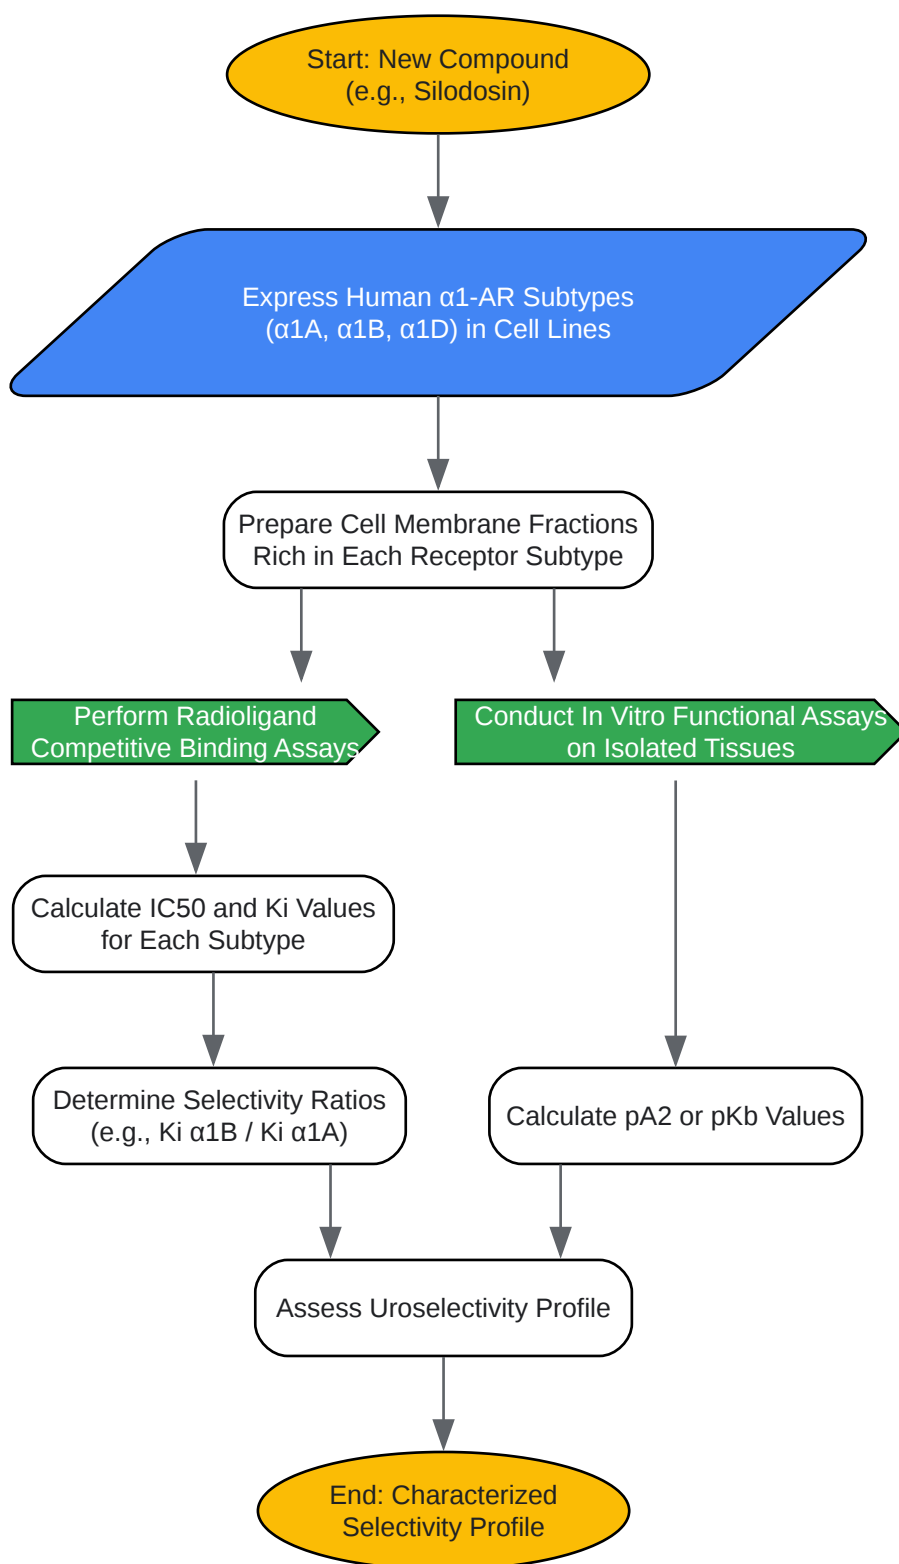 Start: New Compound
(e.g., Silodosin)
Express Human α1-AR Subtypes
(α1A, α1B, α1D) in Cell Lines
Prepare Cell Membrane Fractions
Rich in Each Receptor Subtype
Perform Radioligand
Competitive Binding Assays
Conduct In Vitro Functional Assays
on Isolated Tissues
Calculate IC50 and Ki Values
for Each Subtype
Determine Selectivity Ratios
(e.g., Ki α1B / Ki α1A)
Calculate pA2 or pKb Values
Assess Uroselectivity Profile
End: Characterized
Selectivity Profile